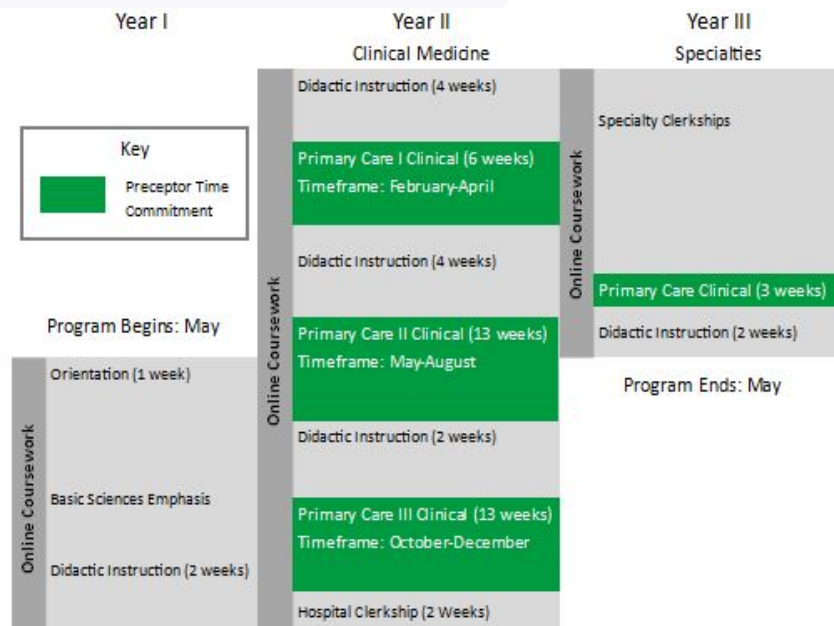 Year I
Year II
Year III
Clinical Medicine
Specialties
Key
Preceptor Time
Commitment
Program Begins: May
Online Coursework
Orientation (1 week)
Basic Sciences Emphasis
Didactic Instruction (2 weeks)
Online Coursework
Didactic Instruction (4 weeks)
Primary Care I Clinical (6 weeks)
Timeframe: February-April
Didactic Instruction (4 weeks)
Primary Care II Clinical (13 weeks)
Timeframe: May-August
Didactic Instruction (2 weeks)
Primary Care III Clinical (13 weeks)
Timeframe: October-December
Hospital Clerkship (2 Weeks)
Online Coursework
Specialty Clerkships
Primary Care Clinical (3 weeks)
Didactic Instruction (2 weeks)
Program Ends: May